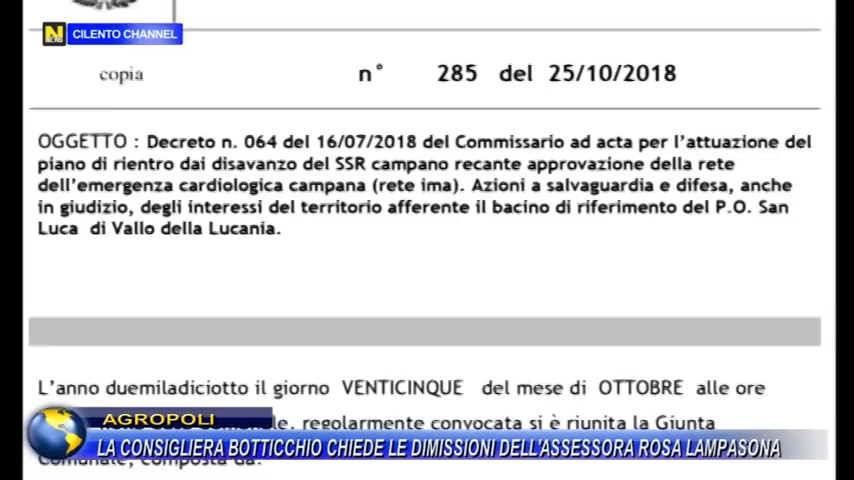 CILENTO CHANNEL
copia n° 285 del 25/10/2018
OGGETTO : Decreto n. 064 del 16/07/2018 del Commissario ad acta per l'attuazione del
piano di rientro dai disavanzo del SSR campano recante approvazione della rete
dell'emergenza cardiologica campana (rete ima). Azioni a salvaguardia e difesa, anche
in giudizio, degli interessi del territorio afferente il bacino di riferimento del P.O. San
Luca di Vallo della Lucania.
L'anno duemiladiciotto il giorno VENTICINQUE del mese di OTTOBRE alle ore
regolarmente convocata si è riunita la Giunta
AGROPOLI
LA CONSIGLIERA BOTTICCHIO CHIEDE LE DIMISSIONI DELL'ASSESSORA ROSA LAMPASONA